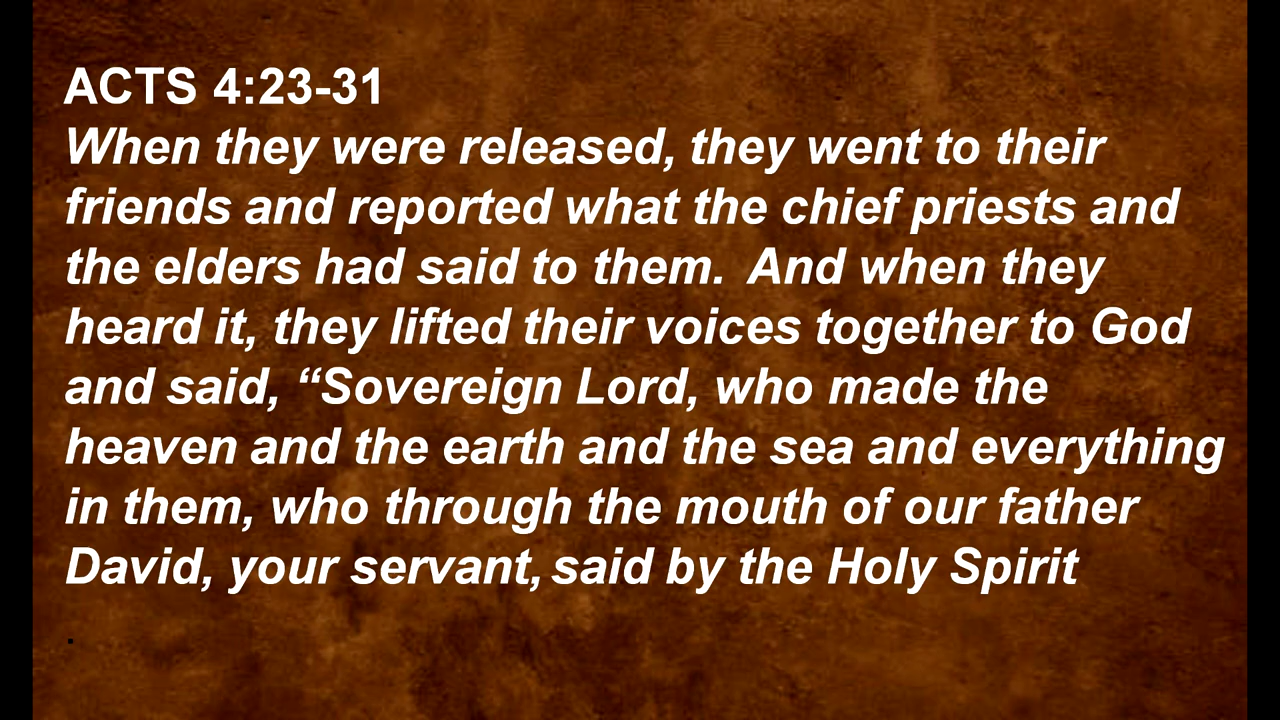 ACTS 4:23-31
When they were released, they went to their
friends and reported what the chief priests and
the elders had said to them.  And when they
heard it, they lifted their voices together to God
and said, “Sovereign Lord, who made the
heaven and the earth and the sea and everything
in them, who through the mouth of our father
David, your servant, said by the Holy Spirit
.